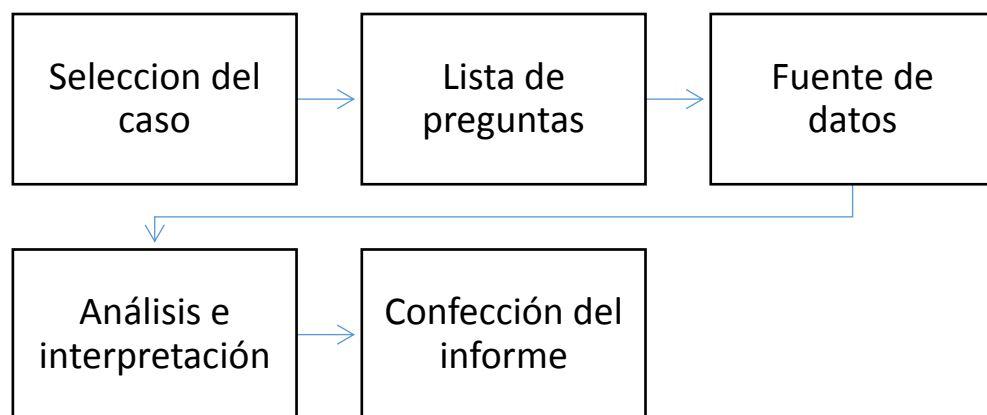 Seleccion del
caso
Lista de
preguntas
Fuente de
datos
Análisis e
interpretación
Confección del
informe